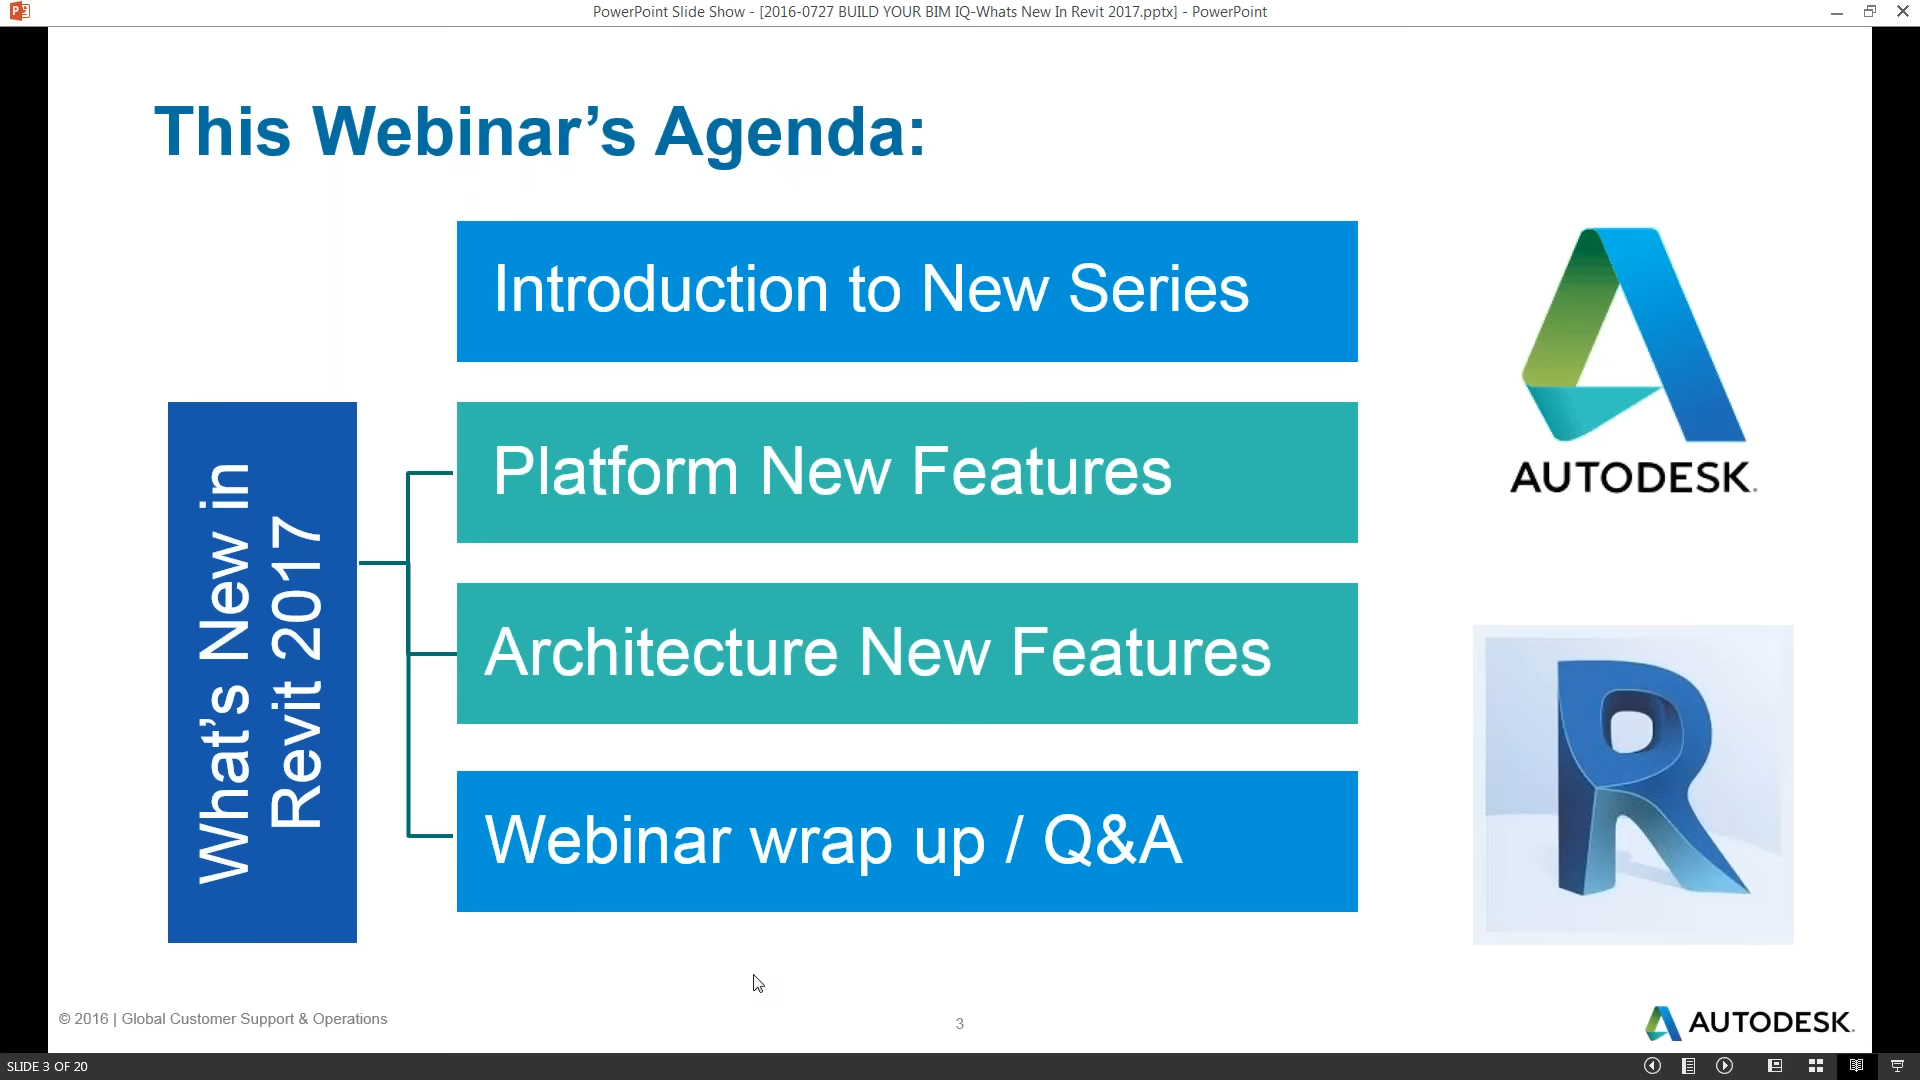 PowerPoint Slide Show - [2016-0727 BUILD YOUR BIM IQ-Whats New In Revit 2017.pptx] - PowerPoint
This Webinar’s Agenda:
Introduction to New Series
What’s New in
Revit 2017
Platform New Features
Architecture New Features
Webinar wrap up / Q&A
AUTODESK.
© 2016 | Global Customer Support & Operations
3
AUTODESK.
SLIDE 3 OF 20